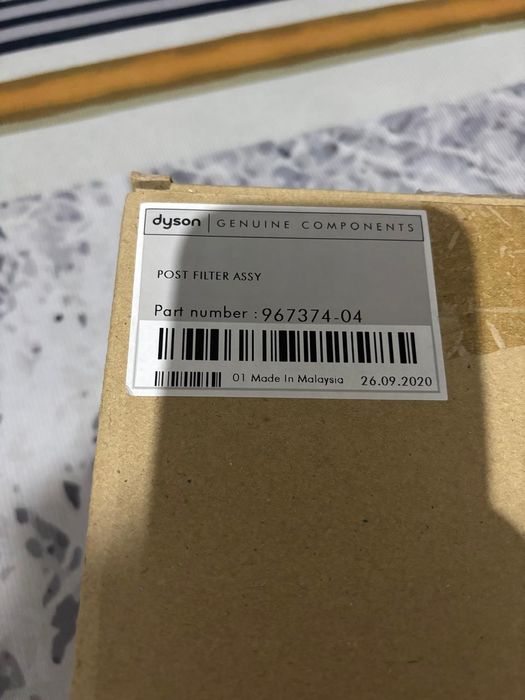 dyson GENUINE COMPONENTS
POST FILTER ASSY
Part number : 967374-04
01 Made In Malaysia 26.09.2020